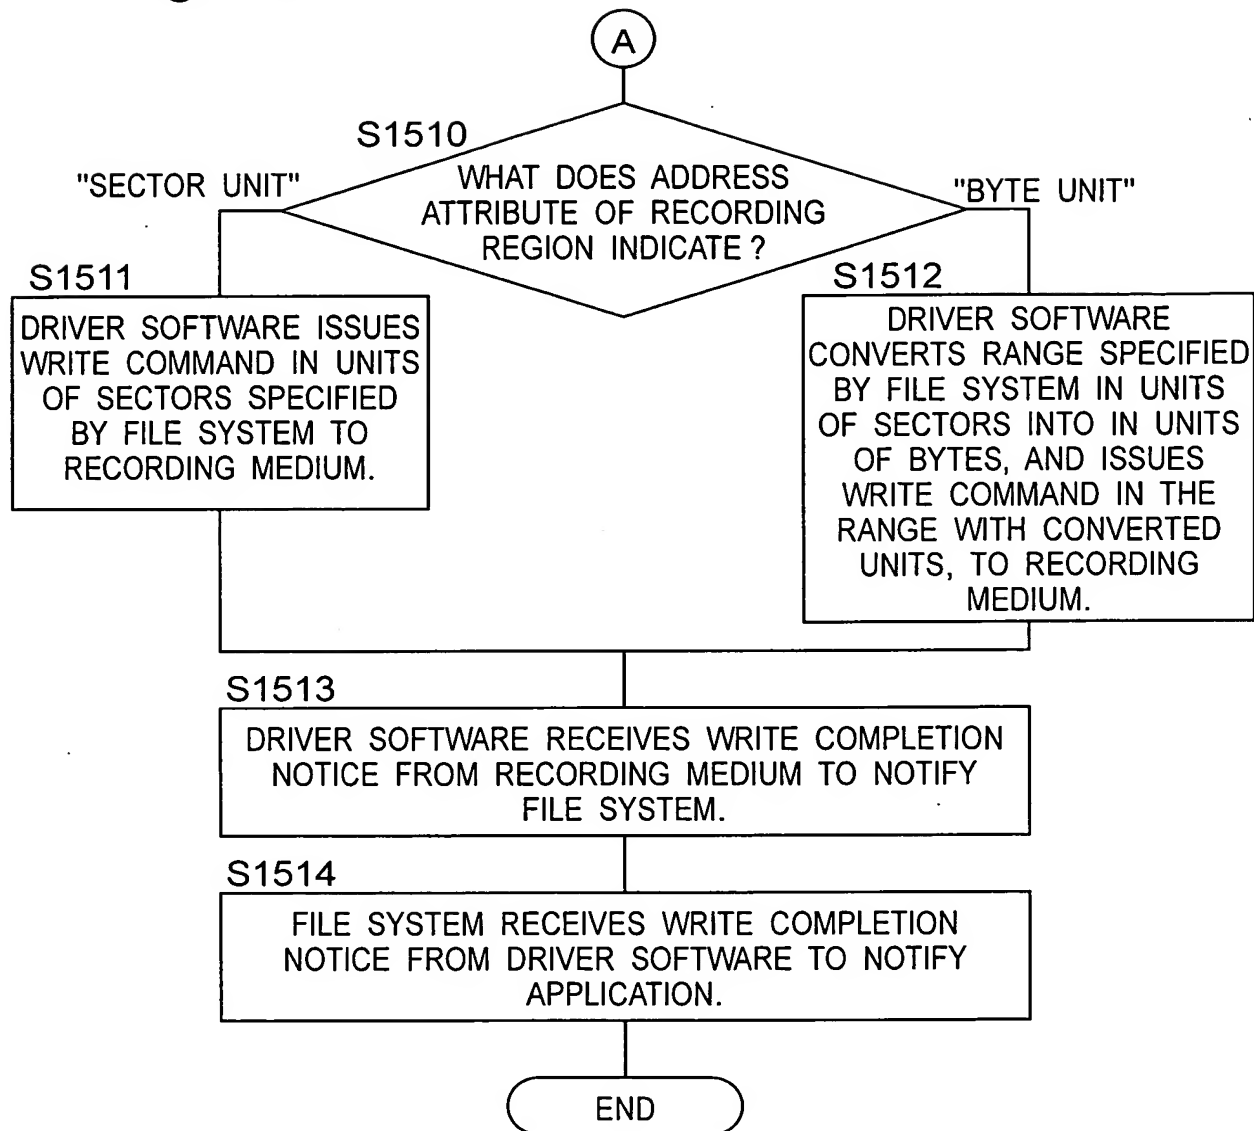 A
S1510
WHAT DOES ADDRESS
ATTRIBUTE OF RECORDING
REGION INDICATE ?
"SECTOR UNIT"
"BYTE UNIT"
S1511
DRIVER SOFTWARE ISSUES
WRITE COMMAND IN UNITS
OF SECTORS SPECIFIED
BY FILE SYSTEM TO
RECORDING MEDIUM.
S1512
DRIVER SOFTWARE
CONVERTS RANGE SPECIFIED
BY FILE SYSTEM IN UNITS
OF SECTORS INTO IN UNITS
OF BYTES, AND ISSUES
WRITE COMMAND IN THE
RANGE WITH CONVERTED
UNITS, TO RECORDING
MEDIUM.
S1513
DRIVER SOFTWARE RECEIVES WRITE COMPLETION
NOTICE FROM RECORDING MEDIUM TO NOTIFY
FILE SYSTEM.
S1514
FILE SYSTEM RECEIVES WRITE COMPLETION
NOTICE FROM DRIVER SOFTWARE TO NOTIFY
APPLICATION.
END